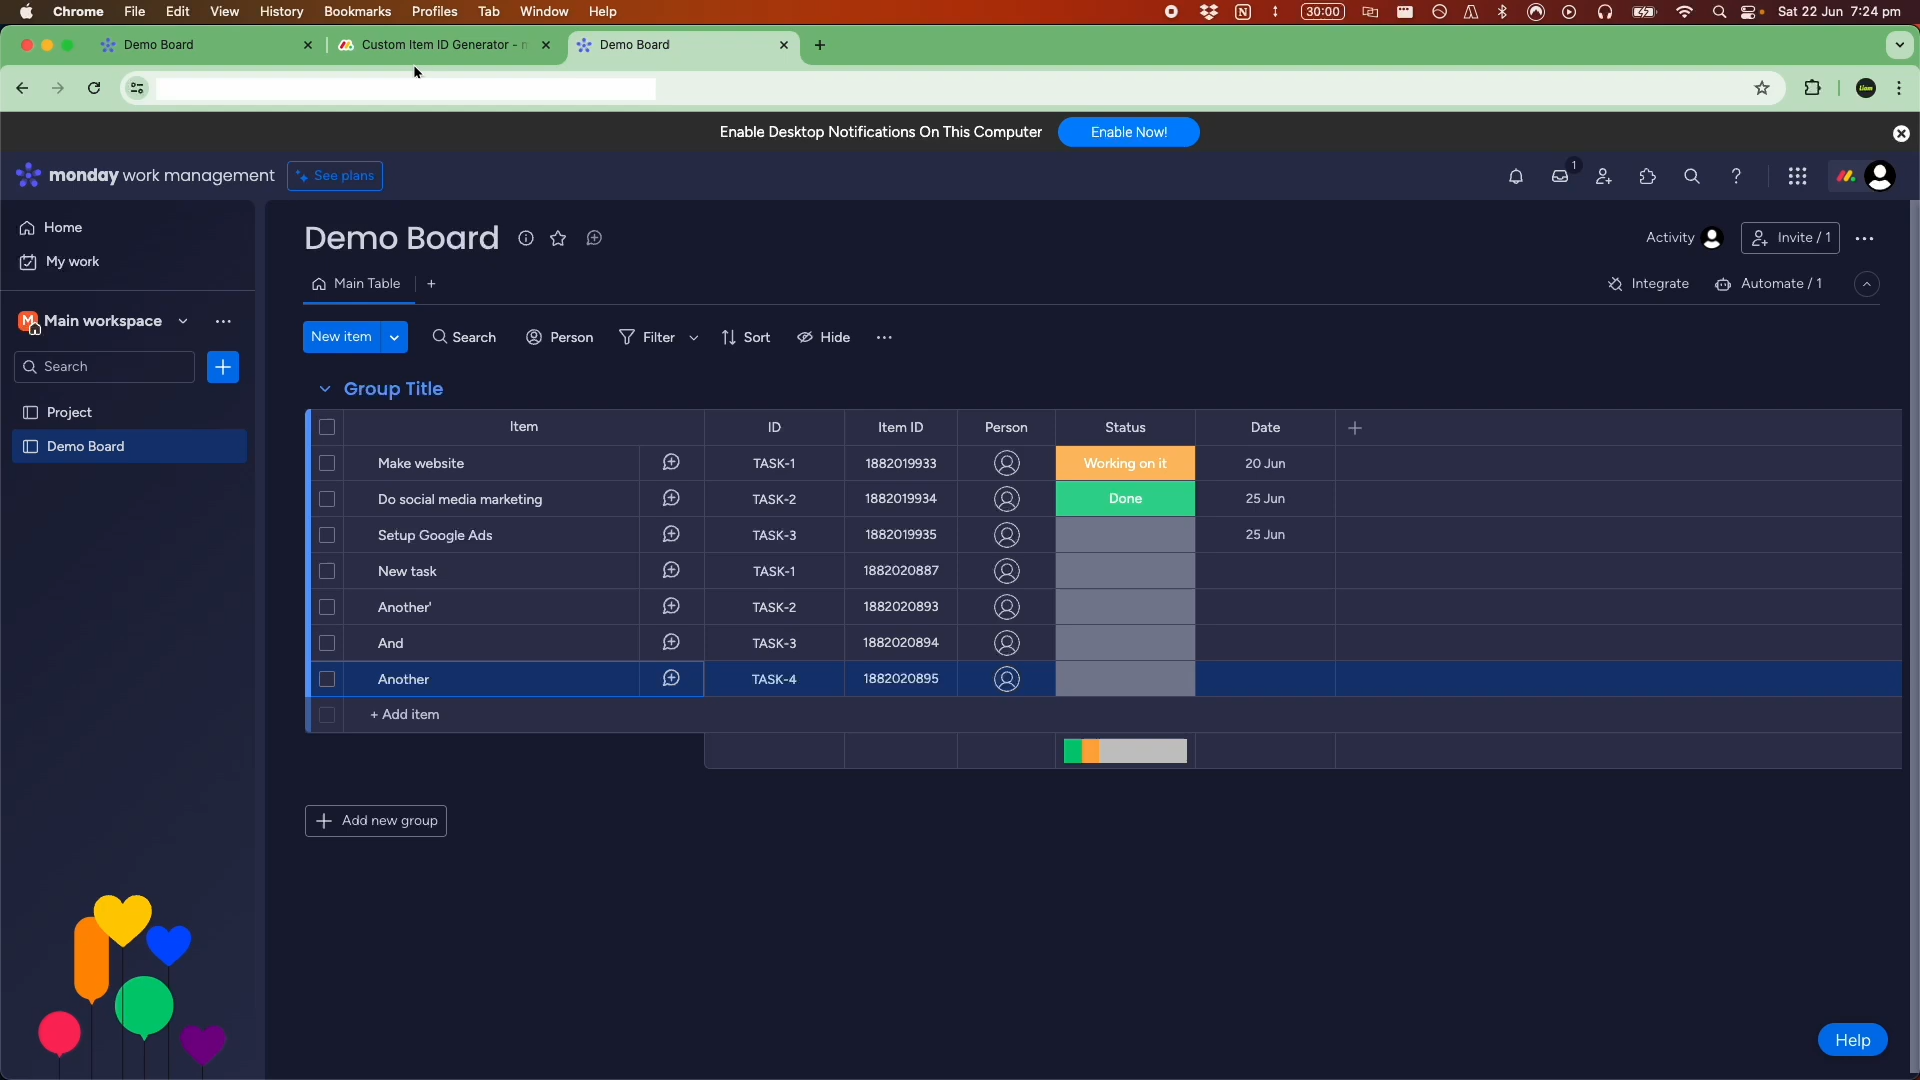 Chrome File Edit View History Bookmarks Profiles Tab Window Help 30:00 Sat 22 Jun 7:24 pm
Demo Board Custom Item ID Generator - Demo Board
Enable Desktop Notifications On This Computer Enable Now!
monday work management See plans 1
Home
My work
M Main workspace
Search
Project
Demo Board
Demo Board Activity Invite / 1
Main Table + Integrate Automate / 1
New item Search Person Filter Sort Hide
Group Title
Item ID Item ID Person Status Date
Make website TASK-1 1882019933 Working on it 20 Jun
Do social media marketing TASK-2 1882019934 Done 25 Jun
Setup Google Ads TASK-3 1882019935 25 Jun
New task TASK-1 1882020887
Another' TASK-2 1882020893
And TASK-3 1882020894
Another TASK-4 1882020895
+ Add item
Add new group
Help